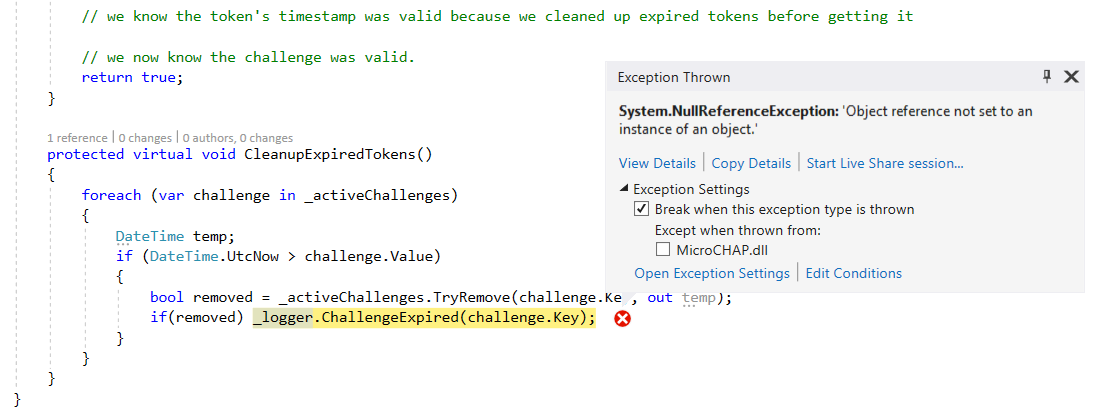 // we know the token's timestamp was valid because we cleaned up expired tokens before getting it
// we now know the challenge was valid.
return true;
}
1 reference | 0 changes | 0 authors, 0 changes
protected virtual void CleanupExpiredTokens()
{
foreach (var challenge in _activeChallenges)
{
DateTime temp;
if (DateTime.UtcNow > challenge.Value)
{
bool removed = _activeChallenges.TryRemove(challenge.Ke , out temp);
if(removed) _logger.ChallengeExpired(challenge.Key);
}
}
}
}
Exception Thrown
System.NullReferenceException: 'Object reference not set to an
instance of an object.'
View Details | Copy Details | Start Live Share session...
Exception Settings
Break when this exception type is thrown
Except when thrown from:
MicroCHAP.dll
Open Exception Settings | Edit Conditions